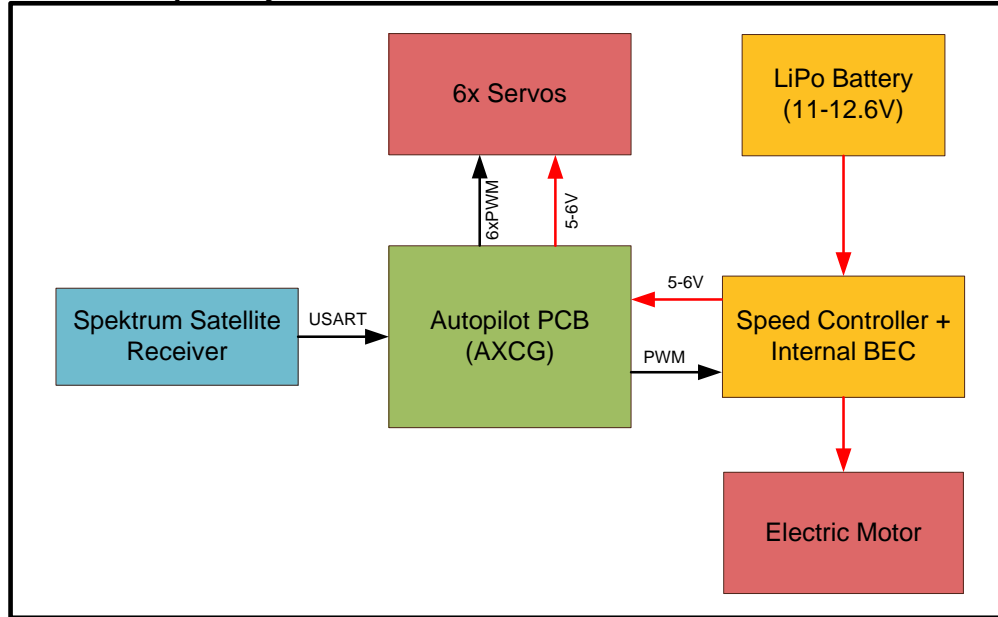 6x Servos
LiPo Battery
(11-12.6V)
6xPWM
5-6V
5-6V
Spektrum Satellite
Receiver
USART
Autopilot PCB
(AXCG)
PWM
Speed Controller +
Internal BEC
Electric Motor